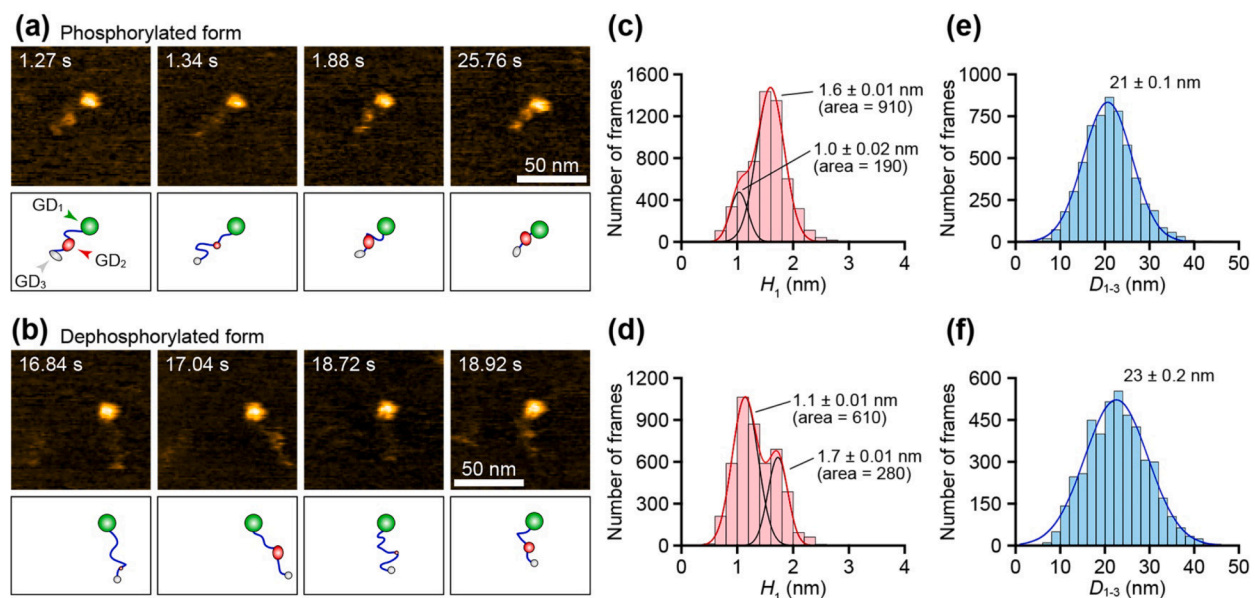 (a) Phosphorylated form
1.27 s 1.34 s 1.88 s 25.76 s
50 nm
GD1
GD2
GD3
(b) Dephosphorylated form
16.84 s 17.04 s 18.72 s 18.92 s
50 nm
(c)
Number of frames
1600
1200
800
400
0
1.6 ± 0.01 nm
(area = 910)
1.0 ± 0.02 nm
(area = 190)
0 1 2 3 4
H1 (nm)
(d)
Number of frames
1200
900
600
300
0
1.1 ± 0.01 nm
(area = 610)
1.7 ± 0.01 nm
(area = 280)
0 1 2 3 4
H1 (nm)
(e)
Number of frames
1000
750
500
250
0
21 ± 0.1 nm
0 10 20 30 40 50
D1-3 (nm)
(f)
Number of frames
600
450
300
150
0
23 ± 0.2 nm
0 10 20 30 40 50
D1-3 (nm)